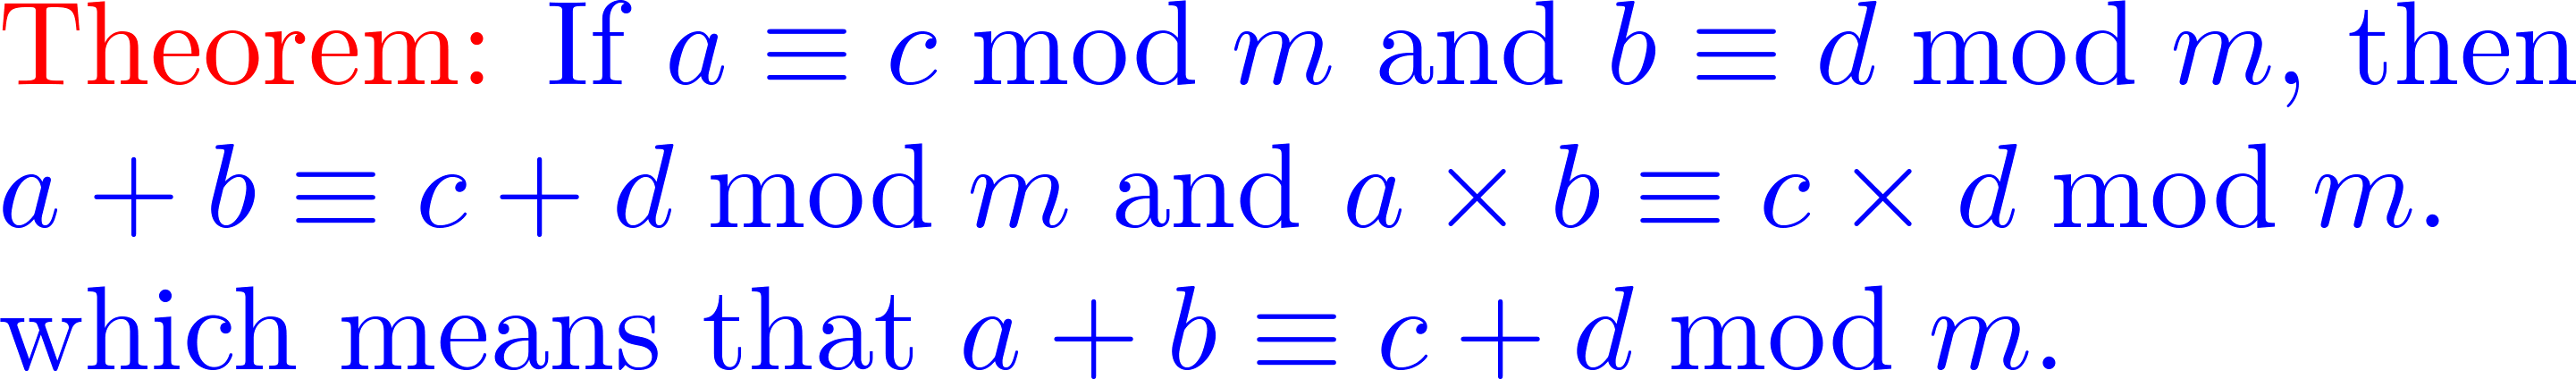 Theorem: If a ≡ c mod m and b ≡ d mod m, then
a + b ≡ c + d mod m and a × b ≡ c × d mod m.
which means that a + b ≡ c + d mod m.